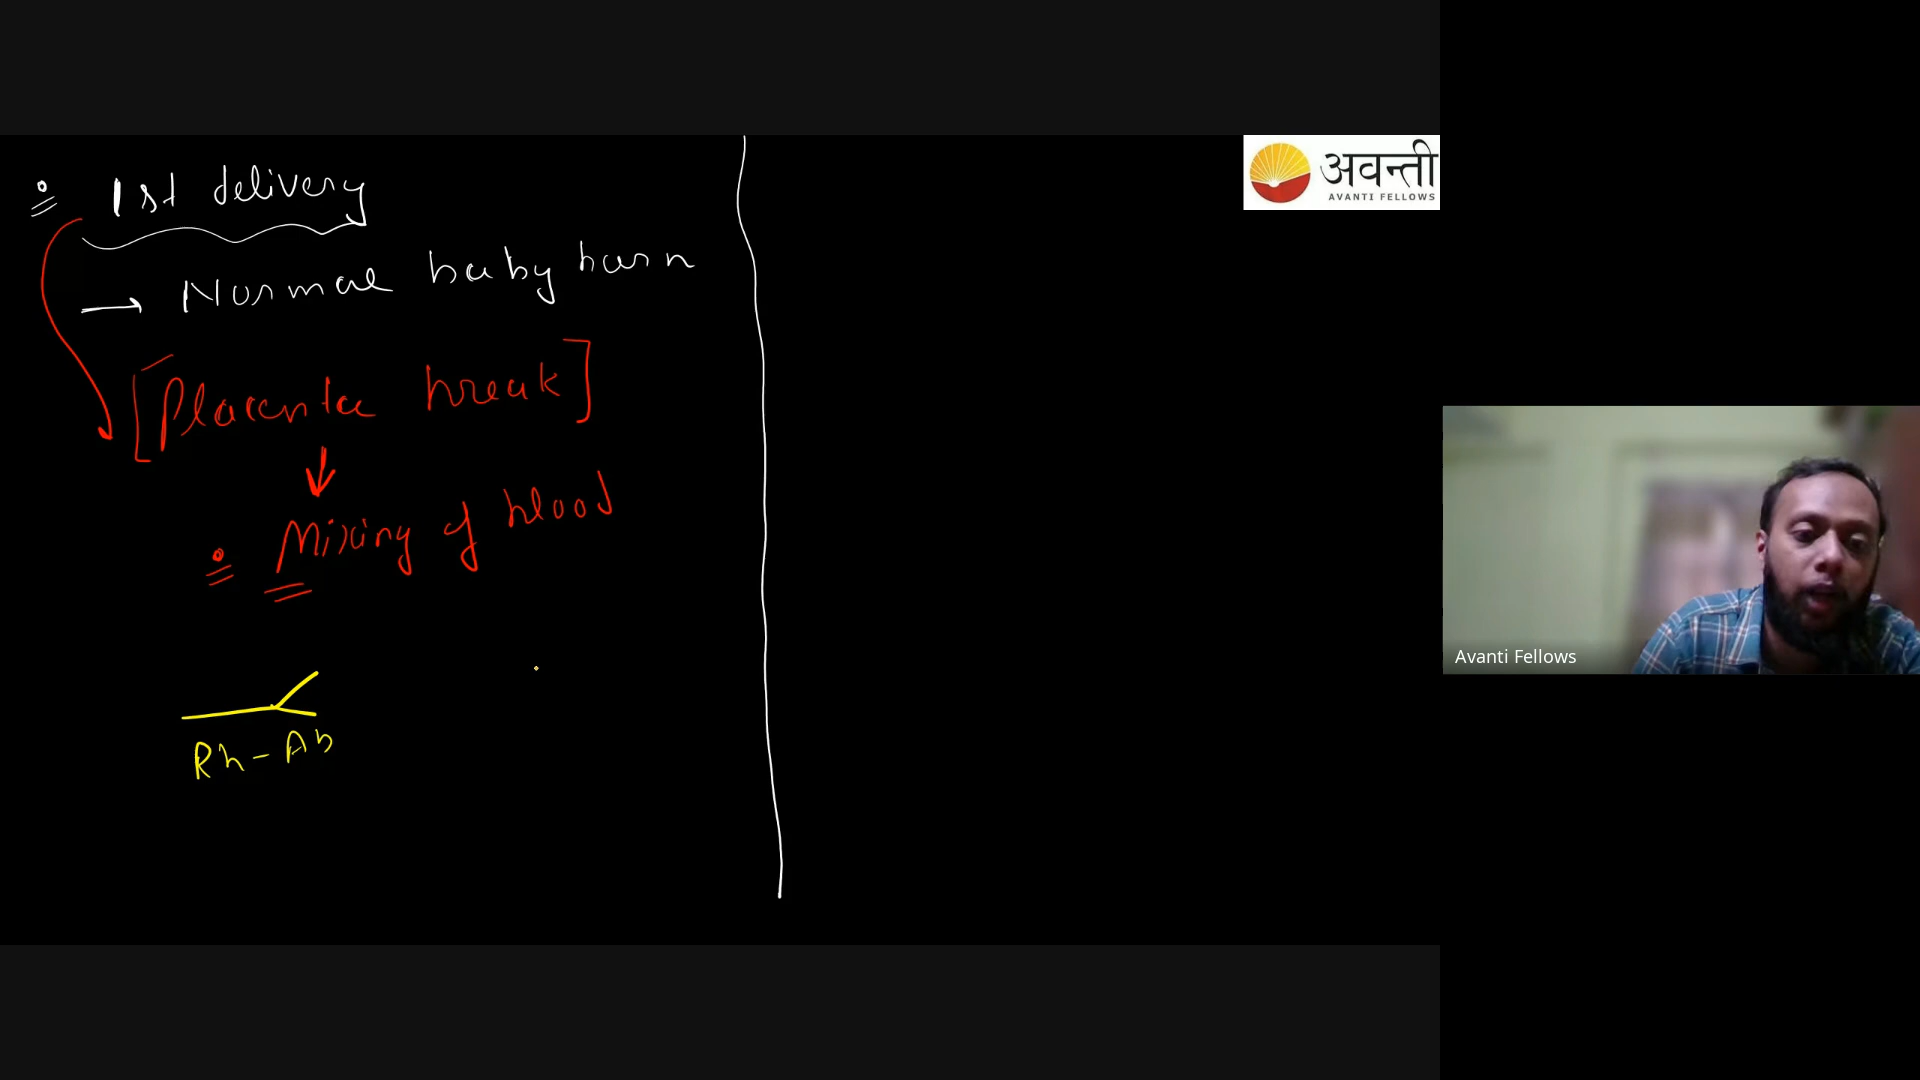 1st delivery
→ Normal baby born
[Placenta break]
Mixing of blood
Rh-Ab
अवन्ती
AVANTI FELLOWS
Avanti Fellows